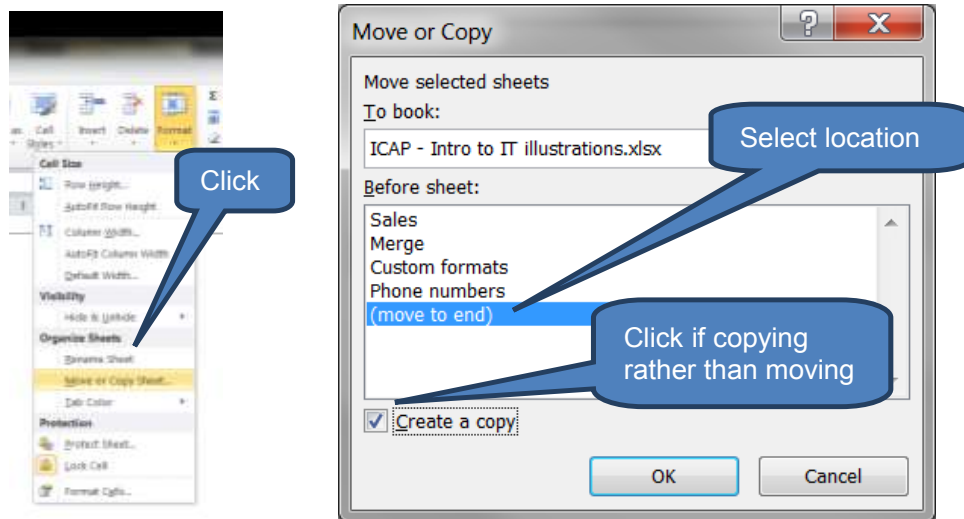 Cell
Styles
Insert
Delete
Format
Σ
Cell Size
Row Height...
AutoFit Row Height
Column Width...
AutoFit Column Width
Default Width...
Visibility
Hide & Unhide
Organize Sheets
Rename Sheet
Move or Copy Sheet...
Tab Color
Protection
Protect Sheet...
Lock Cell
Format Cells...
Click
Move or Copy
Move selected sheets
To book:
ICAP - Intro to IT illustrations.xlsx
Select location
Before sheet:
Sales
Merge
Custom formats
Phone numbers
(move to end)
Click if copying
rather than moving
Create a copy
OK
Cancel